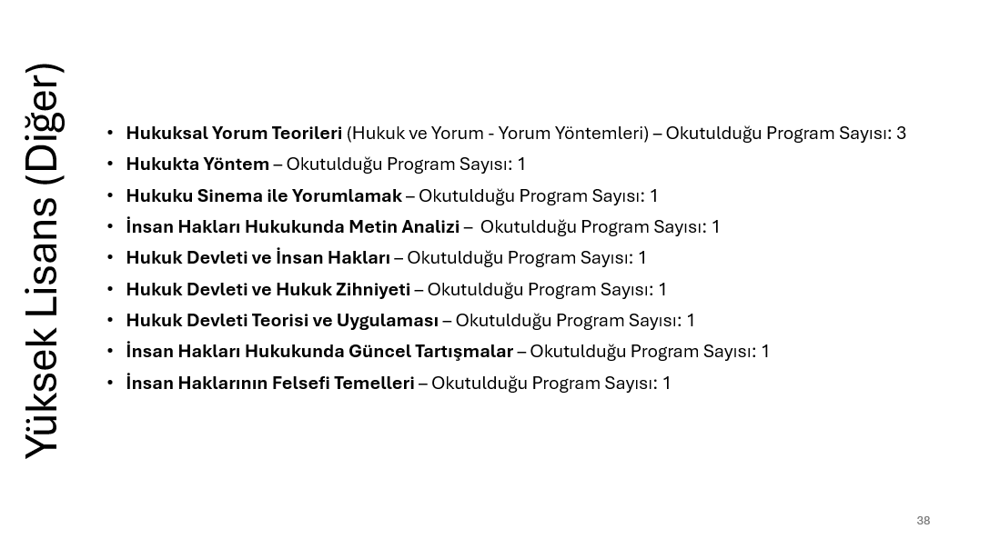 Yüksek Lisans (Diğer)
• Hukuksal Yorum Teorileri (Hukuk ve Yorum - Yorum Yöntemleri) – Okutulduğu Program Sayısı: 3
• Hukukta Yöntem – Okutulduğu Program Sayısı: 1
• Hukuku Sinema ile Yorumlamak – Okutulduğu Program Sayısı: 1
• İnsan Hakları Hukukunda Metin Analizi –  Okutulduğu Program Sayısı: 1
• Hukuk Devleti ve İnsan Hakları – Okutulduğu Program Sayısı: 1
• Hukuk Devleti ve Hukuk Zihniyeti – Okutulduğu Program Sayısı: 1
• Hukuk Devleti Teorisi ve Uygulaması – Okutulduğu Program Sayısı: 1
• İnsan Hakları Hukukunda Güncel Tartışmalar – Okutulduğu Program Sayısı: 1
• İnsan Haklarının Felsefi Temelleri – Okutulduğu Program Sayısı: 1
38